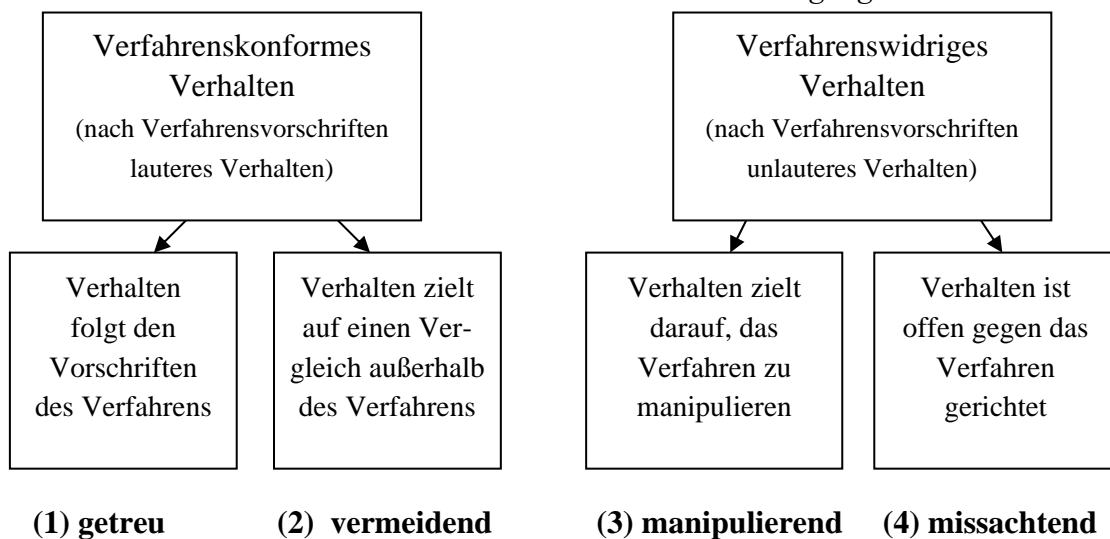 Verfahrenskonformes
Verhalten
(nach Verfahrensvorschriften
lauteres Verhalten)
Verfahrenswidriges
Verhalten
(nach Verfahrensvorschriften
unlauteres Verhalten)
Verhalten
folgt den
Vorschriften
des Verfahrens
Verhalten zielt
auf einen Ver-
gleich außerhalb
des Verfahrens
Verhalten zielt
darauf, das
Verfahren zu
manipulieren
Verhalten ist
offen gegen das
Verfahren
gerichtet
(1) getreu
(2) vermeidend
(3) manipulierend
(4) missachtend